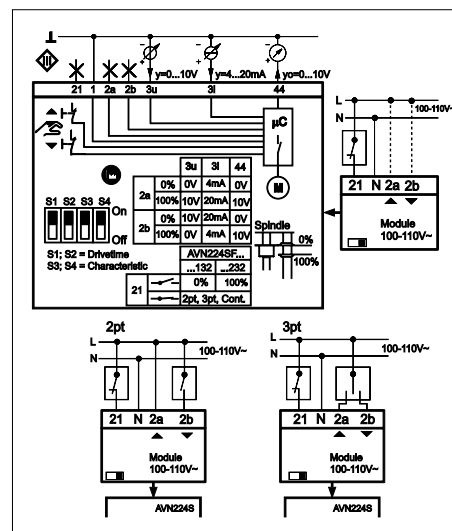 y=0...10V y=4...20mA yo=0...10V
21 1 2a 2b 3u 3i 44
µC
M
3u 3i 44
2a 0% 0V 4mA 0V
100% 10V 20mA 10V
2b 0% 10V 20mA 0V
100% 0V 4mA 10V
S1 S2 S3 S4
On
Off
S1; S2 = Drivetime
S3; S4 = Characteristic
Spindle
0%
100%
AVN224SF...
...132 ...232
21 0% 100%
2pt, 3pt, Cont.
L
100-110V~
N
21 N 2a 2b
Module
100-110V~
2pt
L
100-110V~
N
21 N 2a 2b
Module
100-110V~
AVN224S
3pt
L
N
100-110V~
21 N 2a 2b
Module
100-110V~
AVN224S